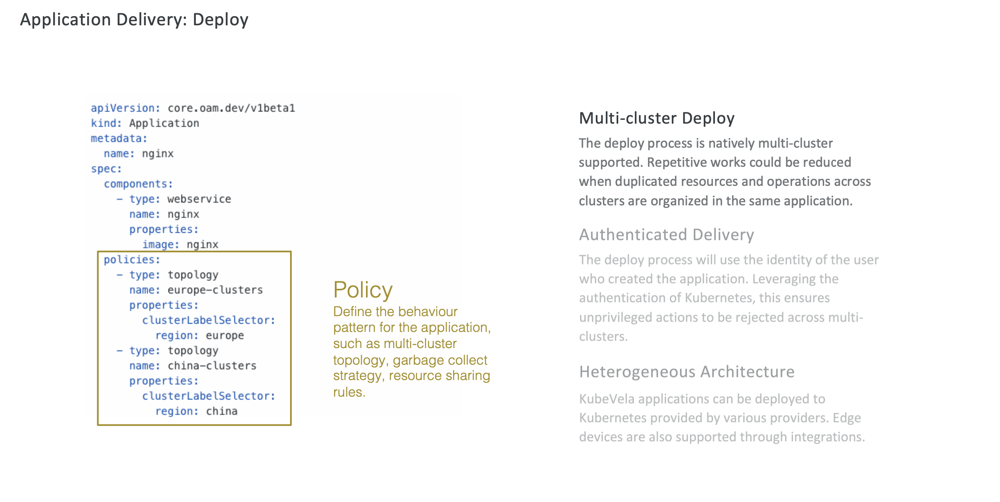 Application Delivery: Deploy
apiVersion: core.oam.dev/v1beta1
kind: Application
metadata:
  name: nginx
spec:
  components:
    - type: webservice
      name: nginx
      properties:
        image: nginx
  policies:
    - type: topology
      name: europe-clusters
      properties:
        clusterLabelSelector:
          region: europe
    - type: topology
      name: china-clusters
      properties:
        clusterLabelSelector:
          region: china
Policy
Define the behaviour
pattern for the application,
such as multi-cluster
topology, garbage collect
strategy, resource sharing
rules.
Multi-cluster Deploy
The deploy process is natively multi-cluster
supported. Repetitive works could be reduced
when duplicated resources and operations across
clusters are organized in the same application.
Authenticated Delivery
The deploy process will use the identity of the user
who created the application. Leveraging the
authentication of Kubernetes, this ensures
unprivileged actions to be rejected across multi-
clusters.
Heterogeneous Architecture
KubeVela applications can be deployed to
Kubernetes provided by various providers. Edge
devices are also supported through integrations.